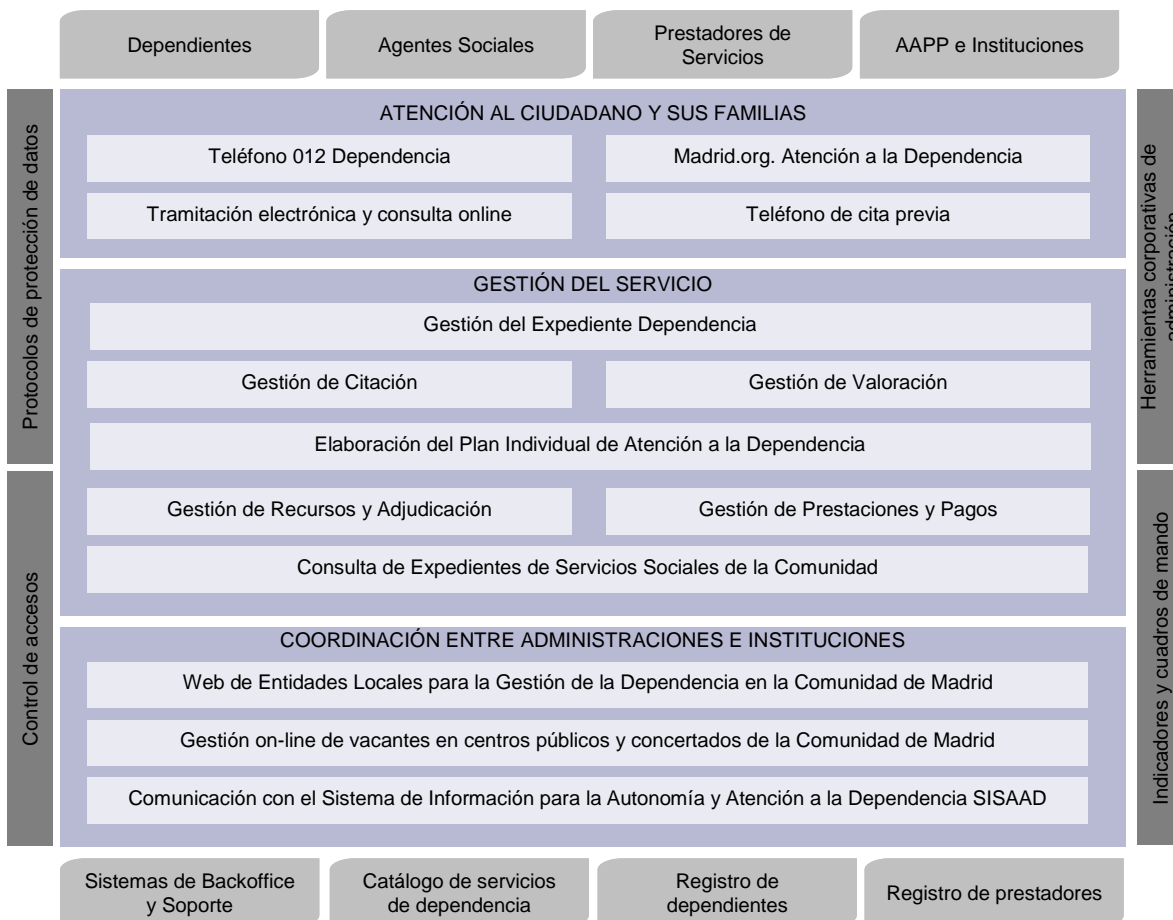 Dependientes
Agentes Sociales
Prestadores de
Servicios
AAPP e Instituciones
Protocolos de protección de datos
Control de accesos
ATENCIÓN AL CIUDADANO Y SUS FAMILIAS
Teléfono 012 Dependencia
Madrid.org. Atención a la Dependencia
Tramitación electrónica y consulta online
Teléfono de cita previa
GESTIÓN DEL SERVICIO
Gestión del Expediente Dependencia
Gestión de Citación
Gestión de Valoración
Elaboración del Plan Individual de Atención a la Dependencia
Gestión de Recursos y Adjudicación
Gestión de Prestaciones y Pagos
Consulta de Expedientes de Servicios Sociales de la Comunidad
COORDINACIÓN ENTRE ADMINISTRACIONES E INSTITUCIONES
Web de Entidades Locales para la Gestión de la Dependencia en la Comunidad de Madrid
Gestión on-line de vacantes en centros públicos y concertados de la Comunidad de Madrid
Comunicación con el Sistema de Información para la Autonomía y Atención a la Dependencia SISAAD
Herramientas corporativas de
administración
Indicadores y cuadros de mando
Sistemas de Backoffice
y Soporte
Catálogo de servicios
de dependencia
Registro de
dependientes
Registro de prestadores